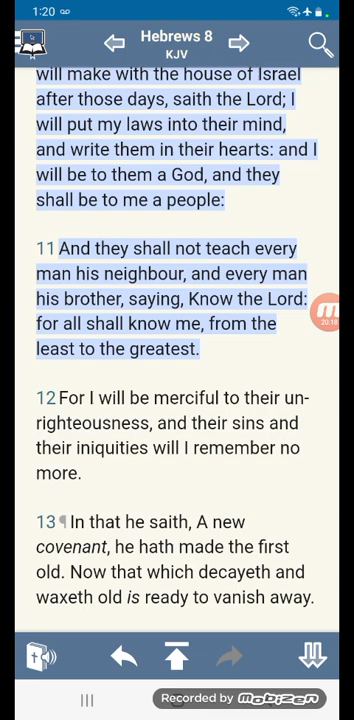 1:20
Hebrews 8
KJV
will make with the house of Israel
after those days, saith the Lord; I
will put my laws into their mind,
and write them in their hearts: and I
will be to them a God, and they
shall be to me a people:
11 And they shall not teach every
man his neighbour, and every man
his brother, saying, Know the Lord:
for all shall know me, from the
least to the greatest.
20:18
12 For I will be merciful to their un-
righteousness, and their sins and
their iniquities will I remember no
more.
13 ¶ In that he saith, A new
covenant, he hath made the first
old. Now that which decayeth and
waxeth old is ready to vanish away.
Recorded by mobizen